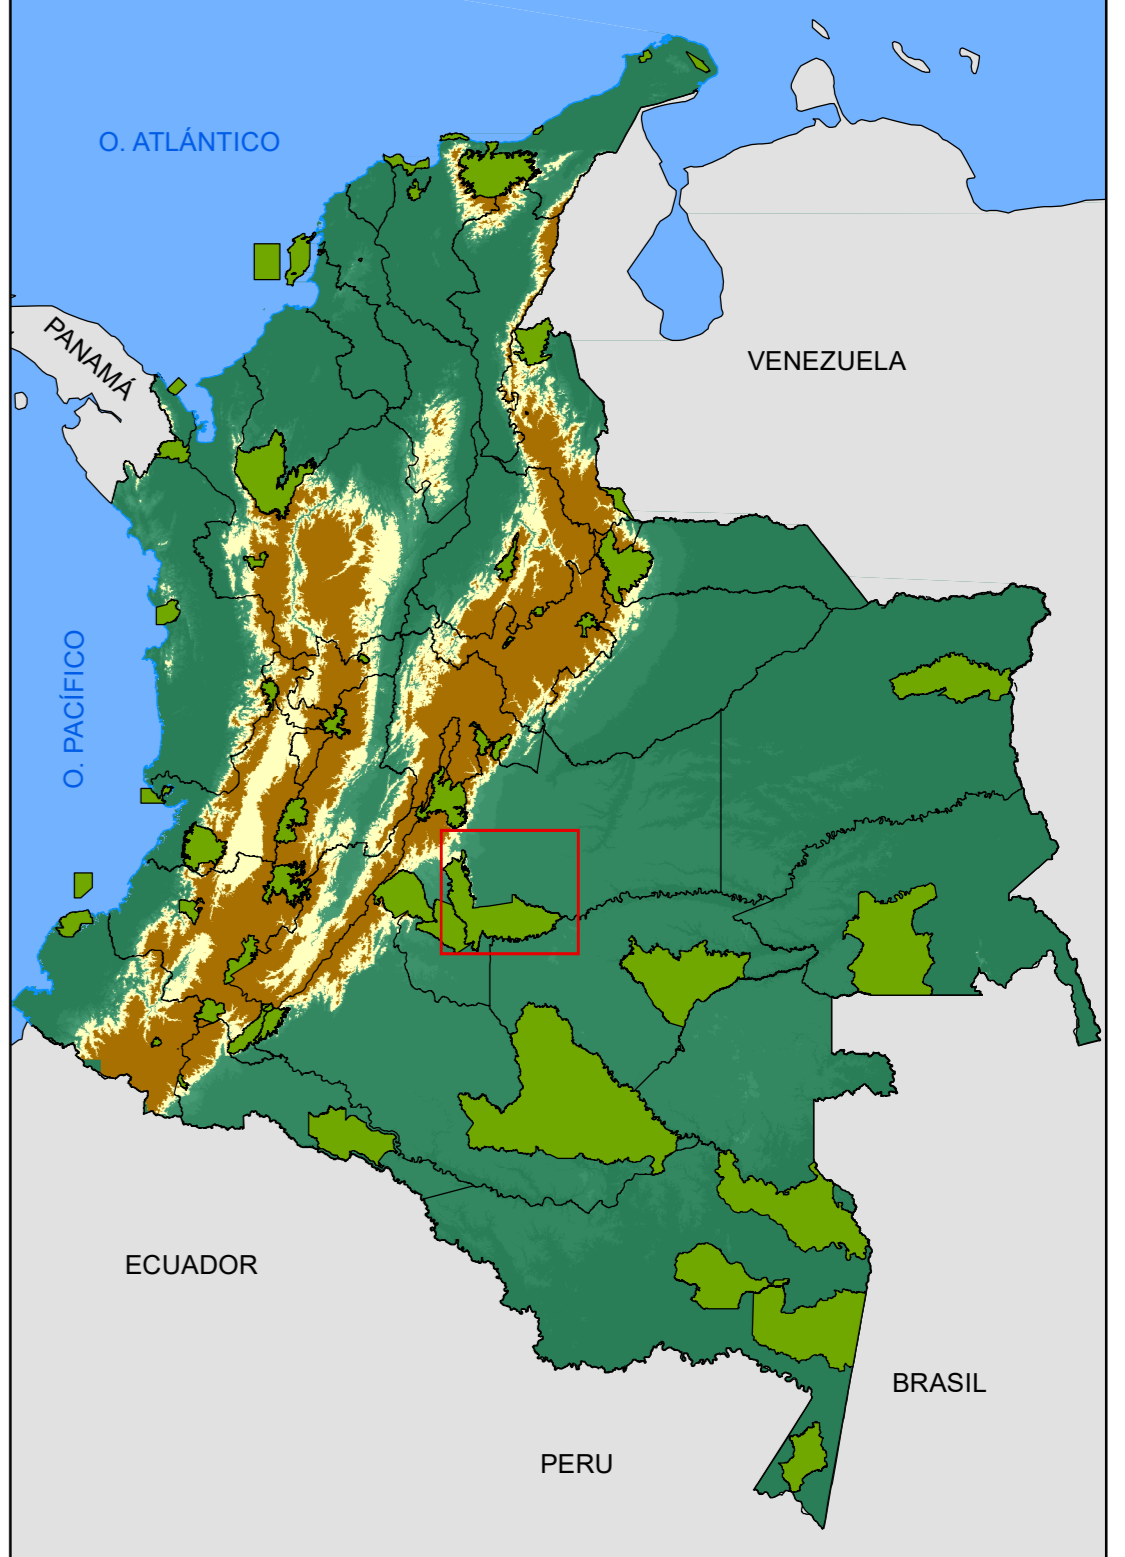 O. ATLÁNTICO
PANAMÁ
VENEZUELA
O. PACÍFICO
ECUADOR
BRASIL
PERU